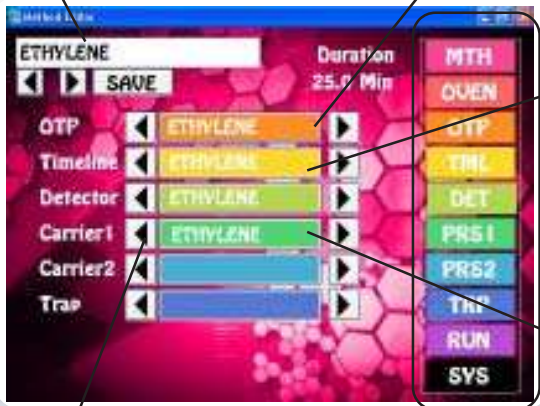 Method Editor
ETHYLENE
Duration
SAVE
25.0 Min
OTP ETHYLENE
Timeline ETHYLENE
Detector ETHYLENE
Carrier1 ETHYLENE
Carrier2
Trap
MTH
OVEN
OTP
TML
DET
PRS1
PRS2
TRP
RUN
SYS